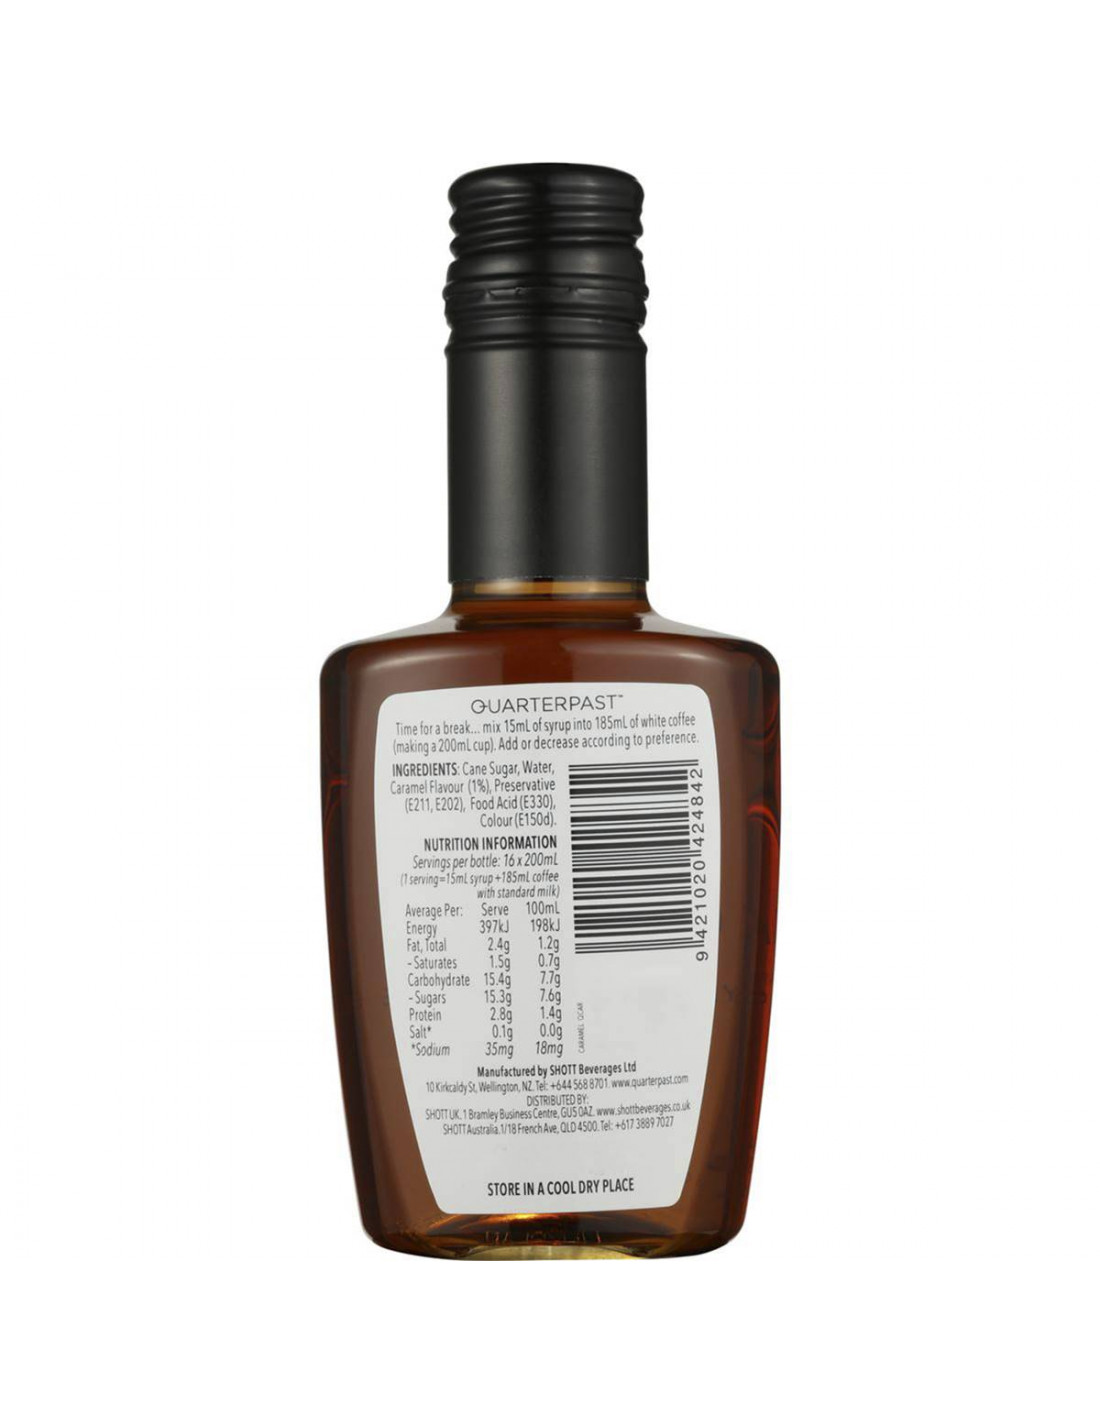 QUARTERPAST™
Time for a break... mix 15mL of syrup into 185mL of white coffee
(making a 200mL cup). Add or decrease according to preference.
INGREDIENTS: Cane Sugar, Water,
Caramel Flavour (1%), Preservative
(E211, E202), Food Acid (E330),
Colour (E150d).
NUTRITION INFORMATION
Servings per bottle: 16 x 200mL
(1 serving=15mL syrup +185mL coffee
with standard milk)
Average Per: Serve 100mL
Energy 397kJ 198kJ
Fat, Total 2.4g 1.2g
- Saturates 1.5g 0.7g
Carbohydrate 15.4g 7.7g
- Sugars 15.3g 7.6g
Protein 2.8g 1.4g
Salt* 0.1g 0.0g
*Sodium 35mg 18mg
9 421020 424842
CARAMEL QCAR
Manufactured by SHOTT Beverages Ltd
10 Kirkcaldy St, Wellington, NZ. Tel: +644 568 8701 www.quarterpast.com
DISTRIBUTED BY:
SHOTT UK. 1 Bramley Business Centre, GU5 0AZ. www.shottbeverages.co.uk
SHOTT Australia.1/18 French Ave, QLD 4500. Tel: +617 3889 7027
STORE IN A COOL DRY PLACE